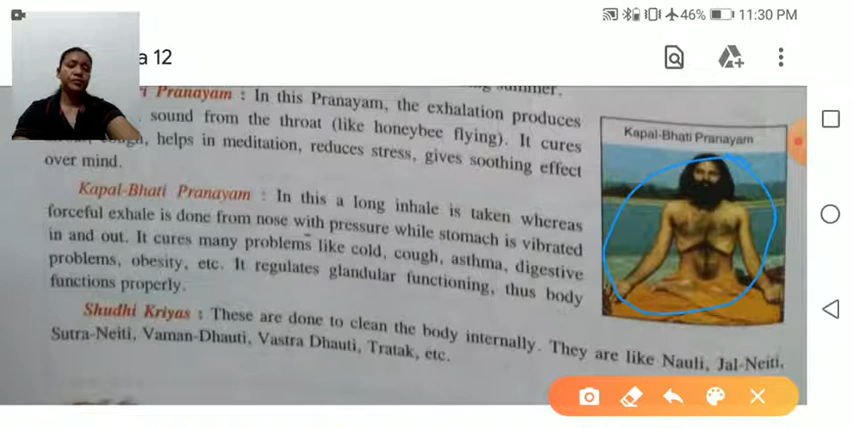 46% 11:30 PM
a 12
summer.
i Pranayam : In this Pranayam, the exhalation produces
sound from the throat (like honeybee flying). It cures
helps in meditation, reduces stress, gives soothing effect
over mind.
Kapal-Bhati Pranayam : In this a long inhale is taken whereas
forceful exhale is done from nose with pressure while stomach is vibrated
in and out. It cures many problems like cold, cough, asthma, digestive
problems, obesity, etc. It regulates glandular functioning, thus body
functions properly.
Kapal-Bhati Pranayam
Shudhi Kriyas : These are done to clean the body internally. They are like Nauli, Jal-Neiti,
Sutra-Neiti, Vaman-Dhauti, Vastra Dhauti, Tratak, etc.